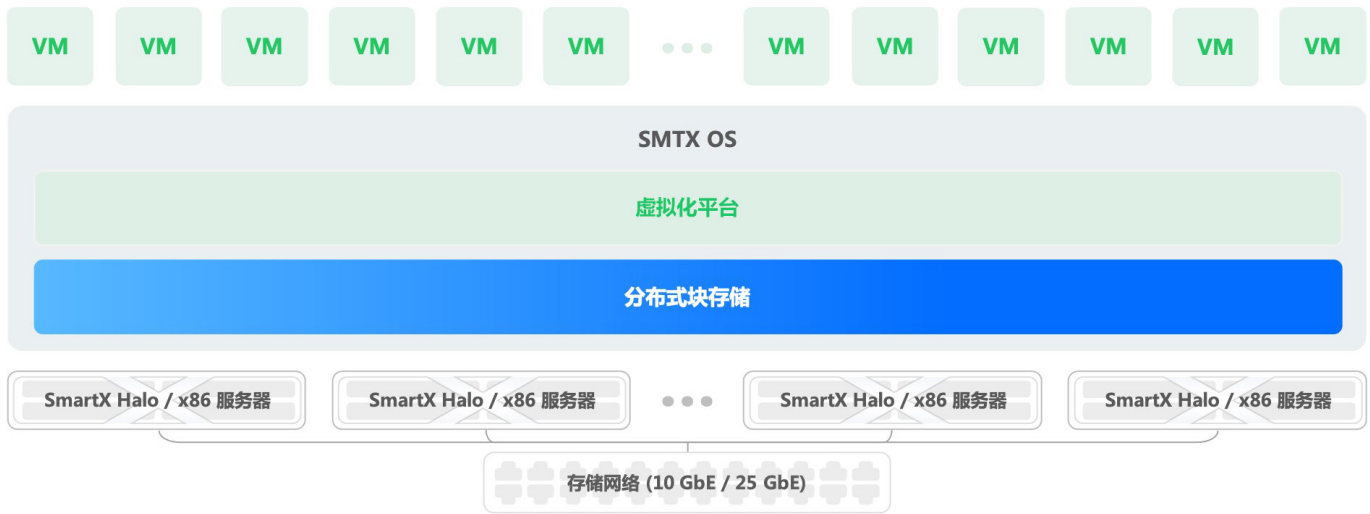 VM VM VM VM VM VM VM VM VM VM VM VM
SMTX OS
虚拟化平台
分布式块存储
SmartX Halo / x86 服务器 SmartX Halo / x86 服务器 SmartX Halo / x86 服务器 SmartX Halo / x86 服务器
存储网络 (10 GbE / 25 GbE)